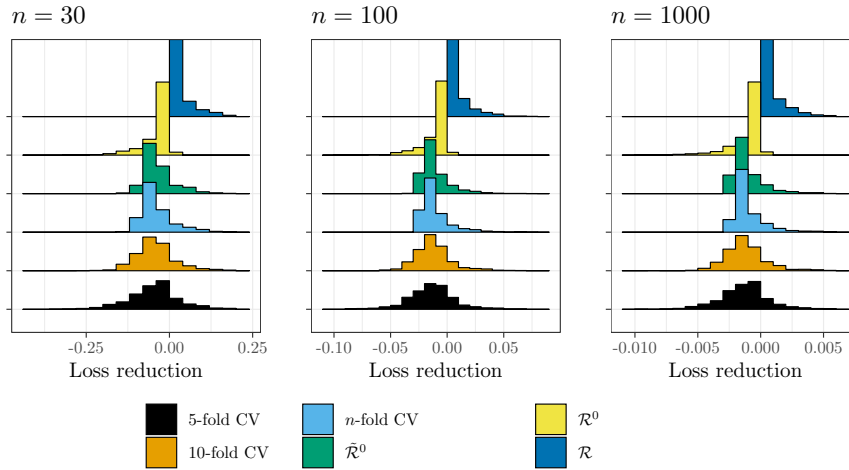 n = 30 n = 100 n = 1000
-0.25 0.00 0.25 -0.10 -0.05 0.00 0.05 -0.010 -0.005 0.000 0.005
Loss reduction Loss reduction Loss reduction
5-fold CV n-fold CV ℛ⁰
10-fold CV ℛ̃⁰ ℛ